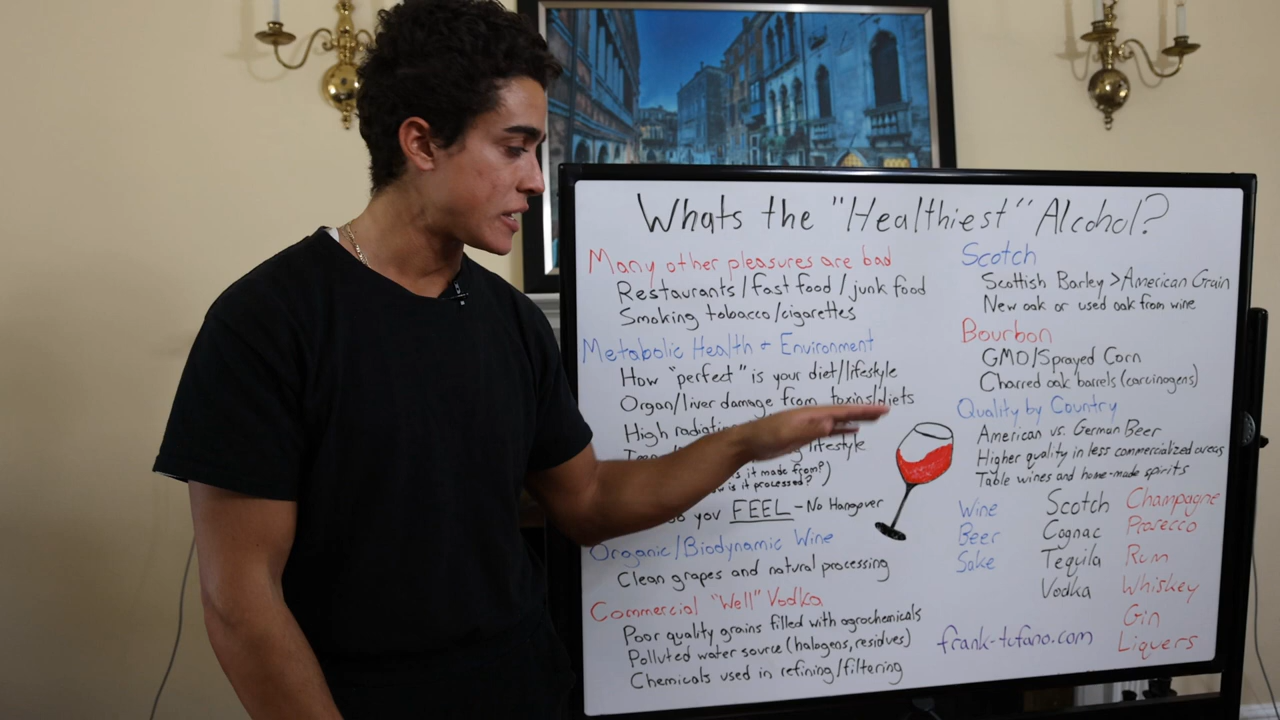 Whats the "Healthiest" Alcohol?
Many other pleasures are bad
Restaurants/fast food/junk food
Smoking tobacco/cigarettes
Metabolic Health + Environment
How "perfect" is your diet/lifestyle
Organ/liver damage from toxins/diets
High
lifestyle
it made from?)
is it processed?
you FEEL - No Hangover
Organic/Biodynamic Wine
Clean grapes and natural processing
Commercial "Well" Vodka
Poor quality grains filled with agrochemicals
Polluted water source (halogens, residues)
Chemicals used in refining/filtering
Scotch
Scottish Barley > American Grain
New oak or used oak from wine
Bourbon
GMO/Sprayed Corn
Charred oak barrels (carcinogens)
Quality by Country
American vs. German Beer
Higher quality in less commercialized areas
Table wines and home-made spirits
Wine
Beer
Sake
Scotch
Cognac
Tequila
Vodka
Champagne
Prosecco
Rum
Whiskey
Gin
Liquers
frank-tufano.com